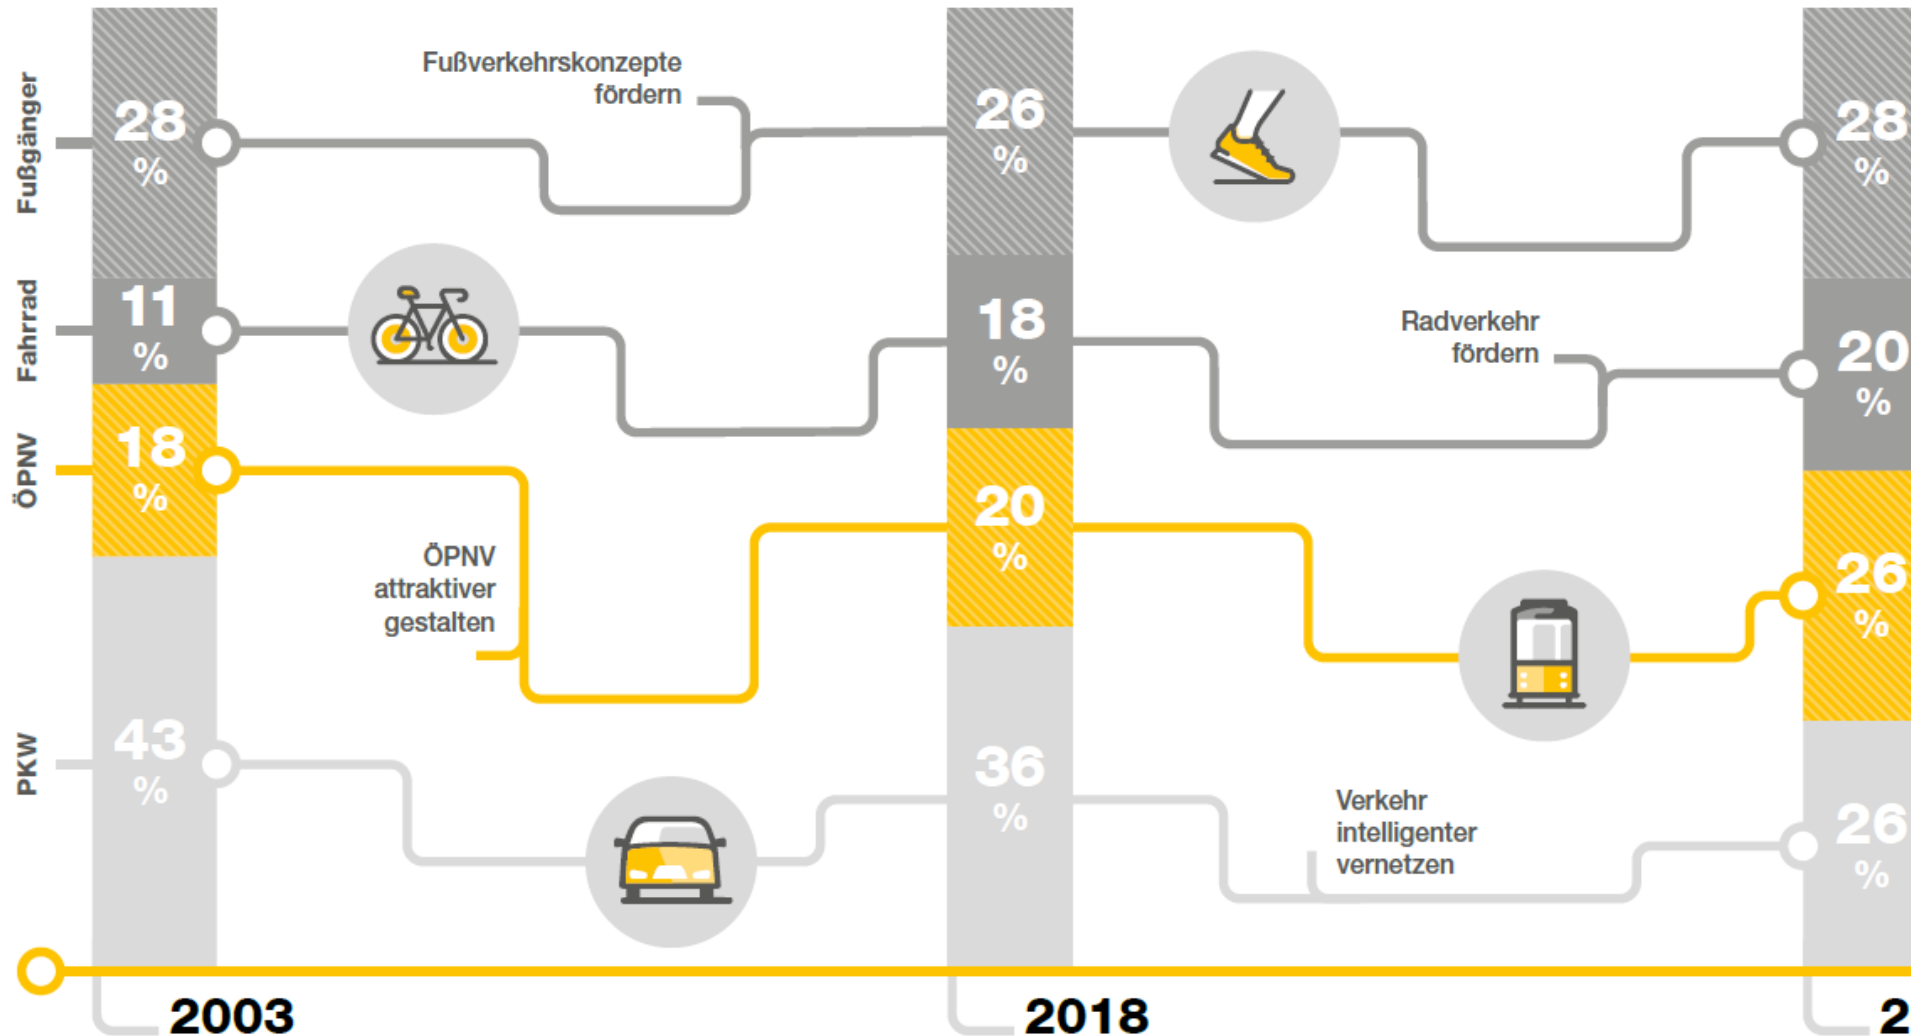 Fußgänger
28
%
Fußverkehrskonzepte
fördern
26
%
28
%
Fahrrad
11
%
18
%
Radverkehr
fördern
20
%
ÖPNV
18
%
ÖPNV
attraktiver
gestalten
20
%
26
%
PKW
43
%
36
%
Verkehr
intelligenter
vernetzen
26
%
2003
2018